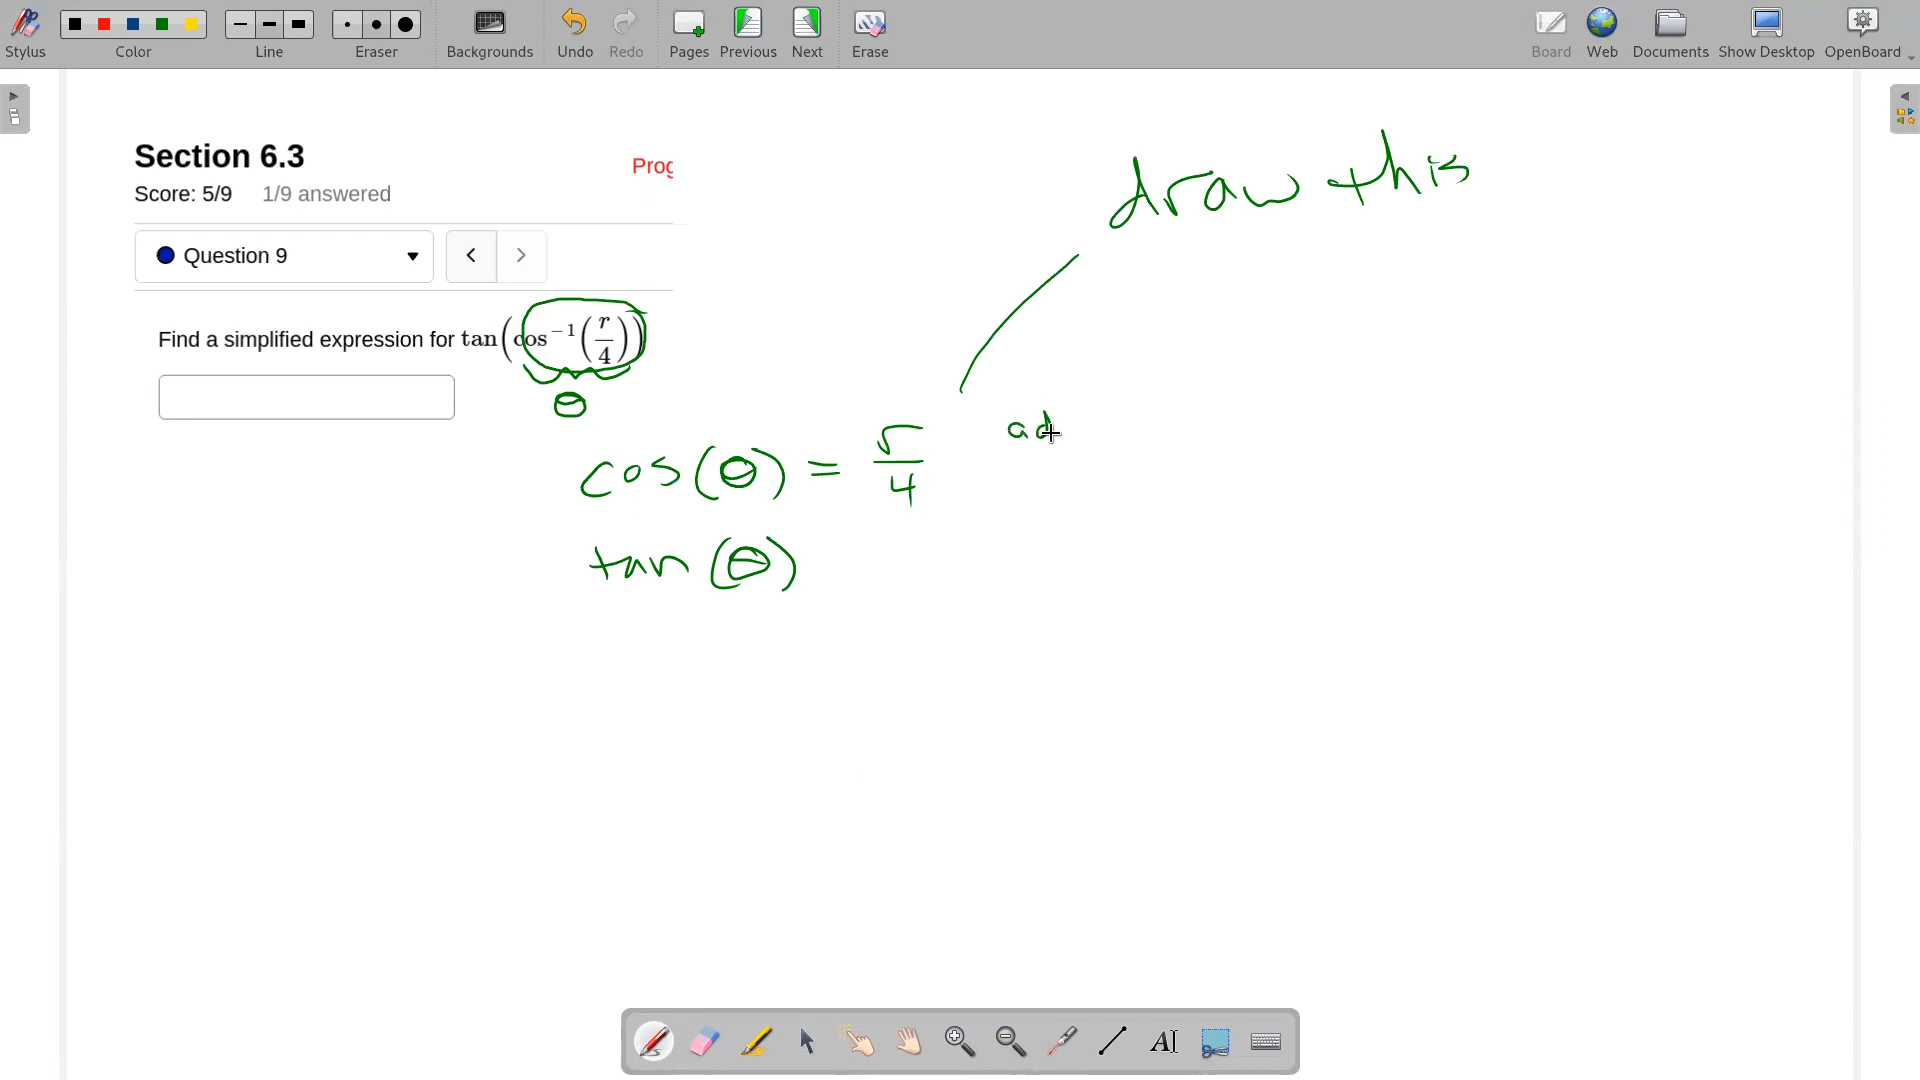 Stylus Color Line Eraser Backgrounds Undo Redo Pages Previous Next Erase Board Web Documents Show Desktop OpenBoard
draw this
Section 6.3
Prog
Score: 5/9 1/9 answered
Question 9
Find a simplified expression for tan(cos⁻¹(r/4))
θ
cos(θ) = r/4
ad
tan(θ)